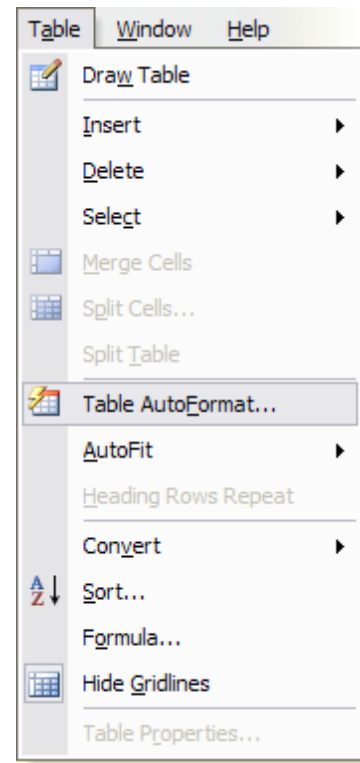 Table Window Help
Draw Table
Insert
Delete
Select
Merge Cells
Split Cells...
Split Table
Table AutoFormat...
AutoFit
Heading Rows Repeat
Convert
A Z Sort...
Formula...
Hide Gridlines
Table Properties...